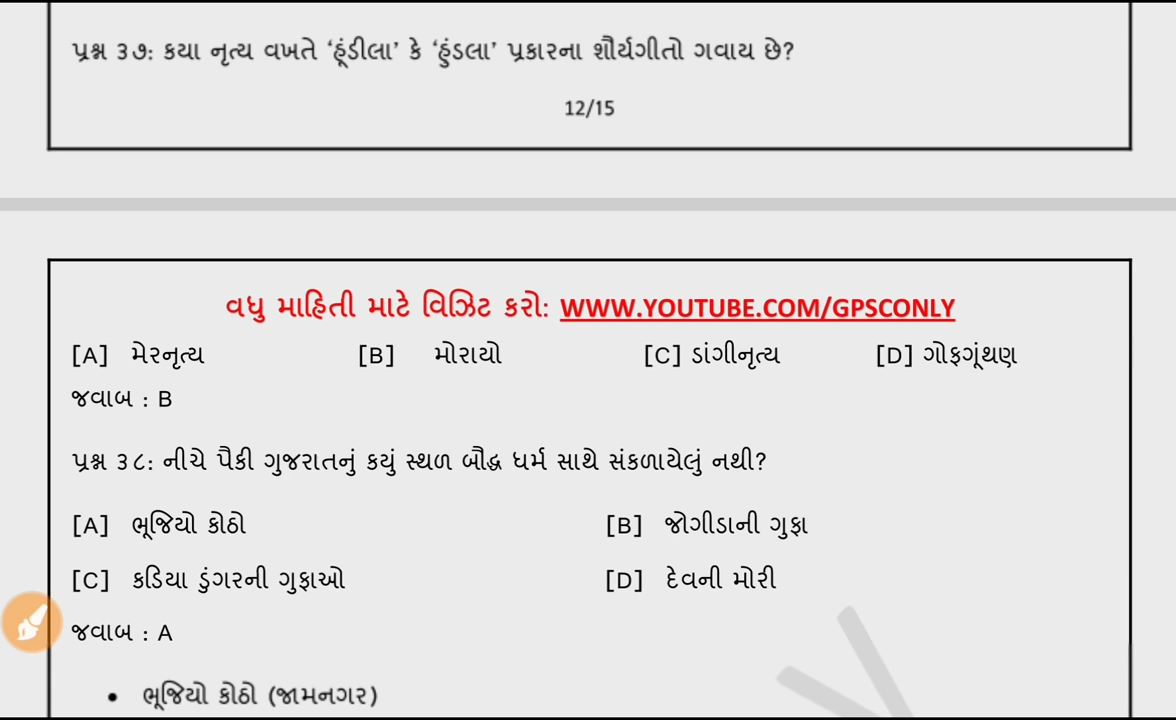 પ્રશ્ન ૩૭: કયા નૃત્ય વખતે ‘હૂંડીલા’ કે ‘હુંડલા’ પ્રકારના શૌર્યગીતો ગવાય છે?
12/15
વધુ માહિતી માટે વિઝિટ કરો: WWW.YOUTUBE.COM/GPSCONLY
[A] મેરનૃત્ય [B] મોરાયો [C] ડાંગીનૃત્ય [D] ગોફગૂંથણ
જવાબ : B
પ્રશ્ન ૩૮: નીચે પૈકી ગુજરાતનું કયું સ્થળ બૌદ્ધ ધર્મ સાથે સંકળાયેલું નથી?
[A] ભૂજિયો કોઠો [B] જોગીડાની ગુફા
[C] કડિયા ડુંગરની ગુફાઓ [D] દેવની મોરી
જવાબ : A
• ભૂજિયો કોઠો (જામનગર)